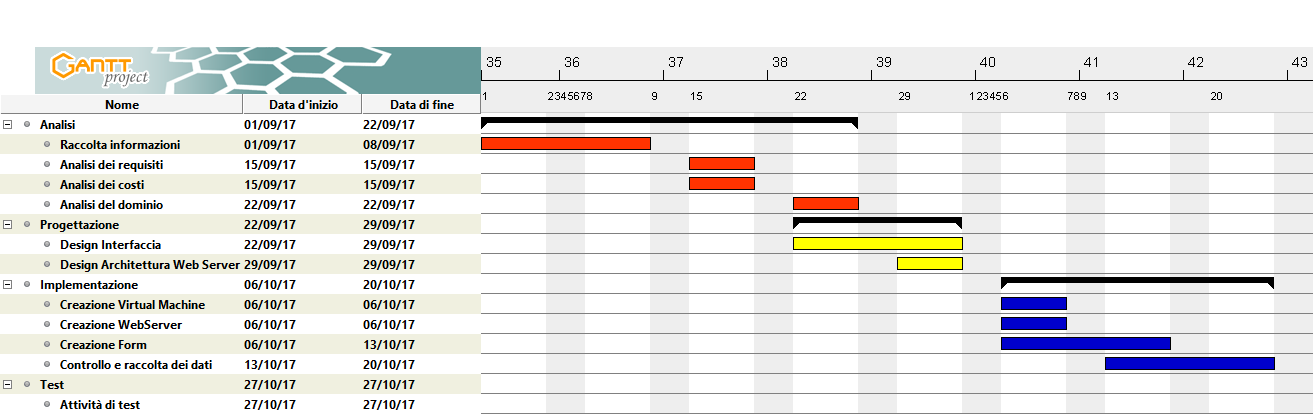 GANTT
project
35 36 37 38 39 40 41 42 43
Nome Data d'inizio Data di fine 1 2345678 9 15 22 29 123456 789 13 20
Analisi 01/09/17 22/09/17
Raccolta informazioni 01/09/17 08/09/17
Analisi dei requisiti 15/09/17 15/09/17
Analisi dei costi 15/09/17 15/09/17
Analisi del dominio 22/09/17 22/09/17
Progettazione 22/09/17 29/09/17
Design Interfaccia 22/09/17 29/09/17
Design Architettura Web Server 29/09/17 29/09/17
Implementazione 06/10/17 20/10/17
Creazione Virtual Machine 06/10/17 06/10/17
Creazione WebServer 06/10/17 06/10/17
Creazione Form 06/10/17 13/10/17
Controllo e raccolta dei dati 13/10/17 20/10/17
Test 27/10/17 27/10/17
Attività di test 27/10/17 27/10/17